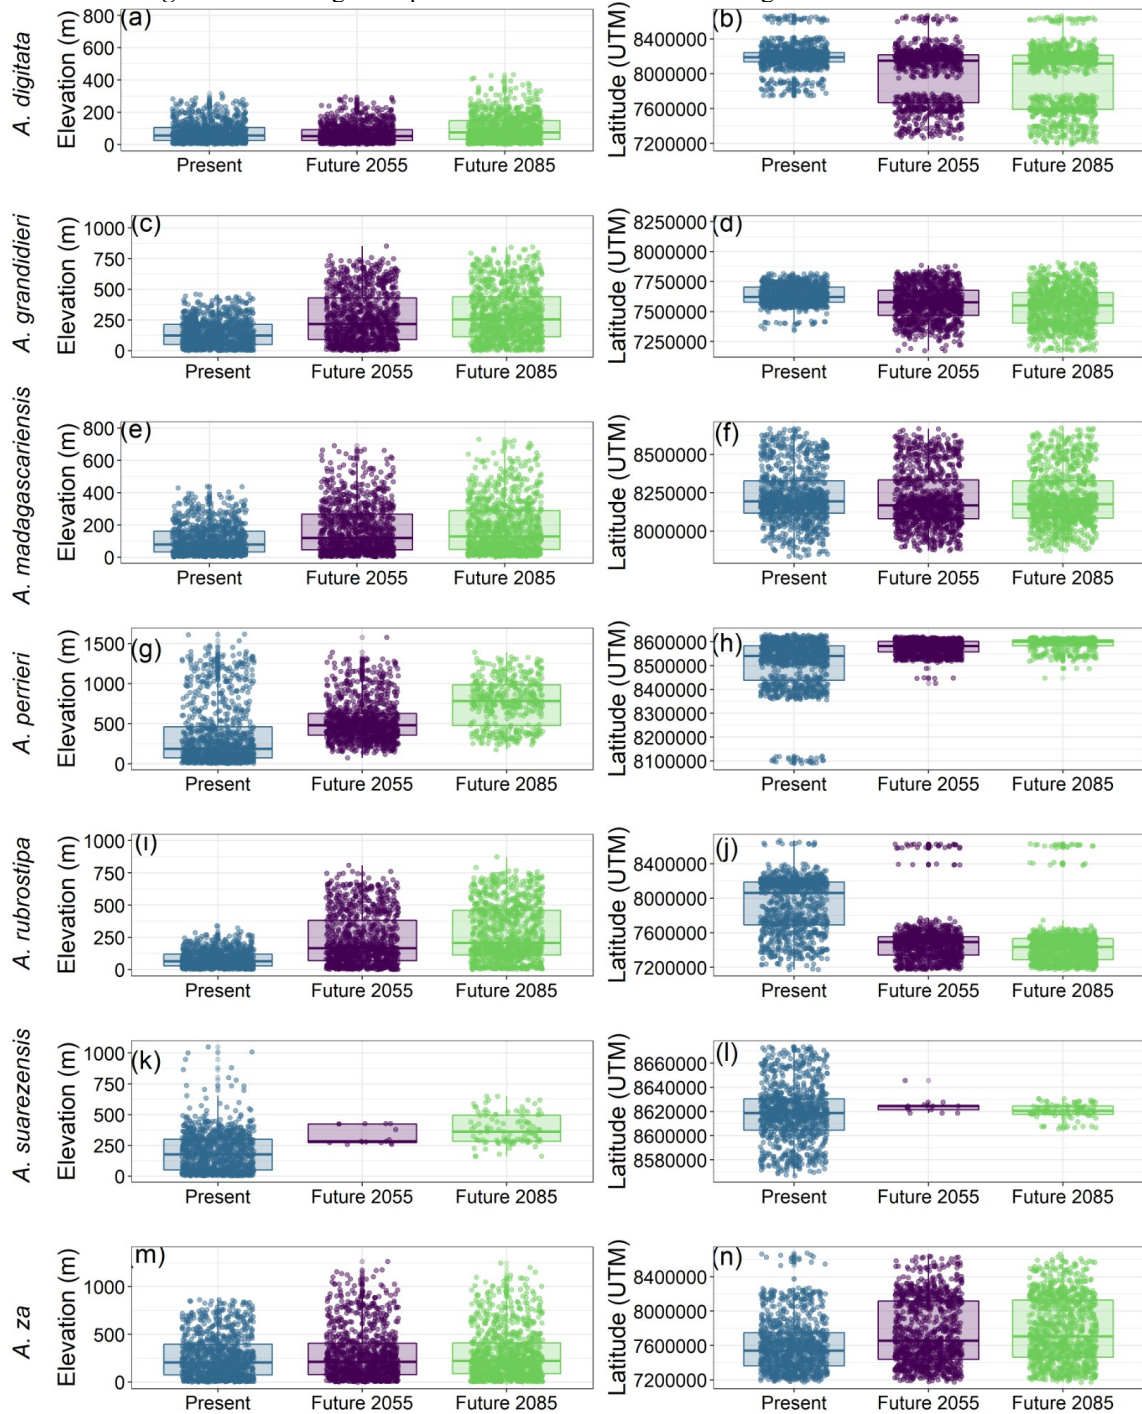 A. digitata
Elevation (m)
(a)
800
600
400
200
0
Present Future 2055 Future 2085
Latitude (UTM)
(b)
8400000
8000000
7600000
7200000
Present Future 2055 Future 2085
A. grandidieri
Elevation (m)
(c)
1000
750
500
250
0
Present Future 2055 Future 2085
Latitude (UTM)
(d)
8250000
8000000
7750000
7500000
7250000
Present Future 2055 Future 2085
A. madagascariensis
Elevation (m)
(e)
800
600
400
200
0
Present Future 2055 Future 2085
Latitude (UTM)
(f)
8500000
8250000
8000000
Present Future 2055 Future 2085
A. perrieri
Elevation (m)
(g)
1500
1000
500
0
Present Future 2055 Future 2085
Latitude (UTM)
(h)
8600000
8500000
8400000
8300000
8200000
8100000
Present Future 2055 Future 2085
A. rubrostipa
Elevation (m)
(i)
1000
750
500
250
0
Present Future 2055 Future 2085
Latitude (UTM)
(j)
8400000
8000000
7600000
7200000
Present Future 2055 Future 2085
A. suarezensis
Elevation (m)
(k)
1000
750
500
250
0
Present Future 2055 Future 2085
Latitude (UTM)
(l)
8660000
8640000
8620000
8600000
8580000
Present Future 2055 Future 2085
A. za
Elevation (m)
(m)
1000
500
0
Present Future 2055 Future 2085
Latitude (UTM)
(n)
8400000
8000000
7600000
7200000
Present Future 2055 Future 2085